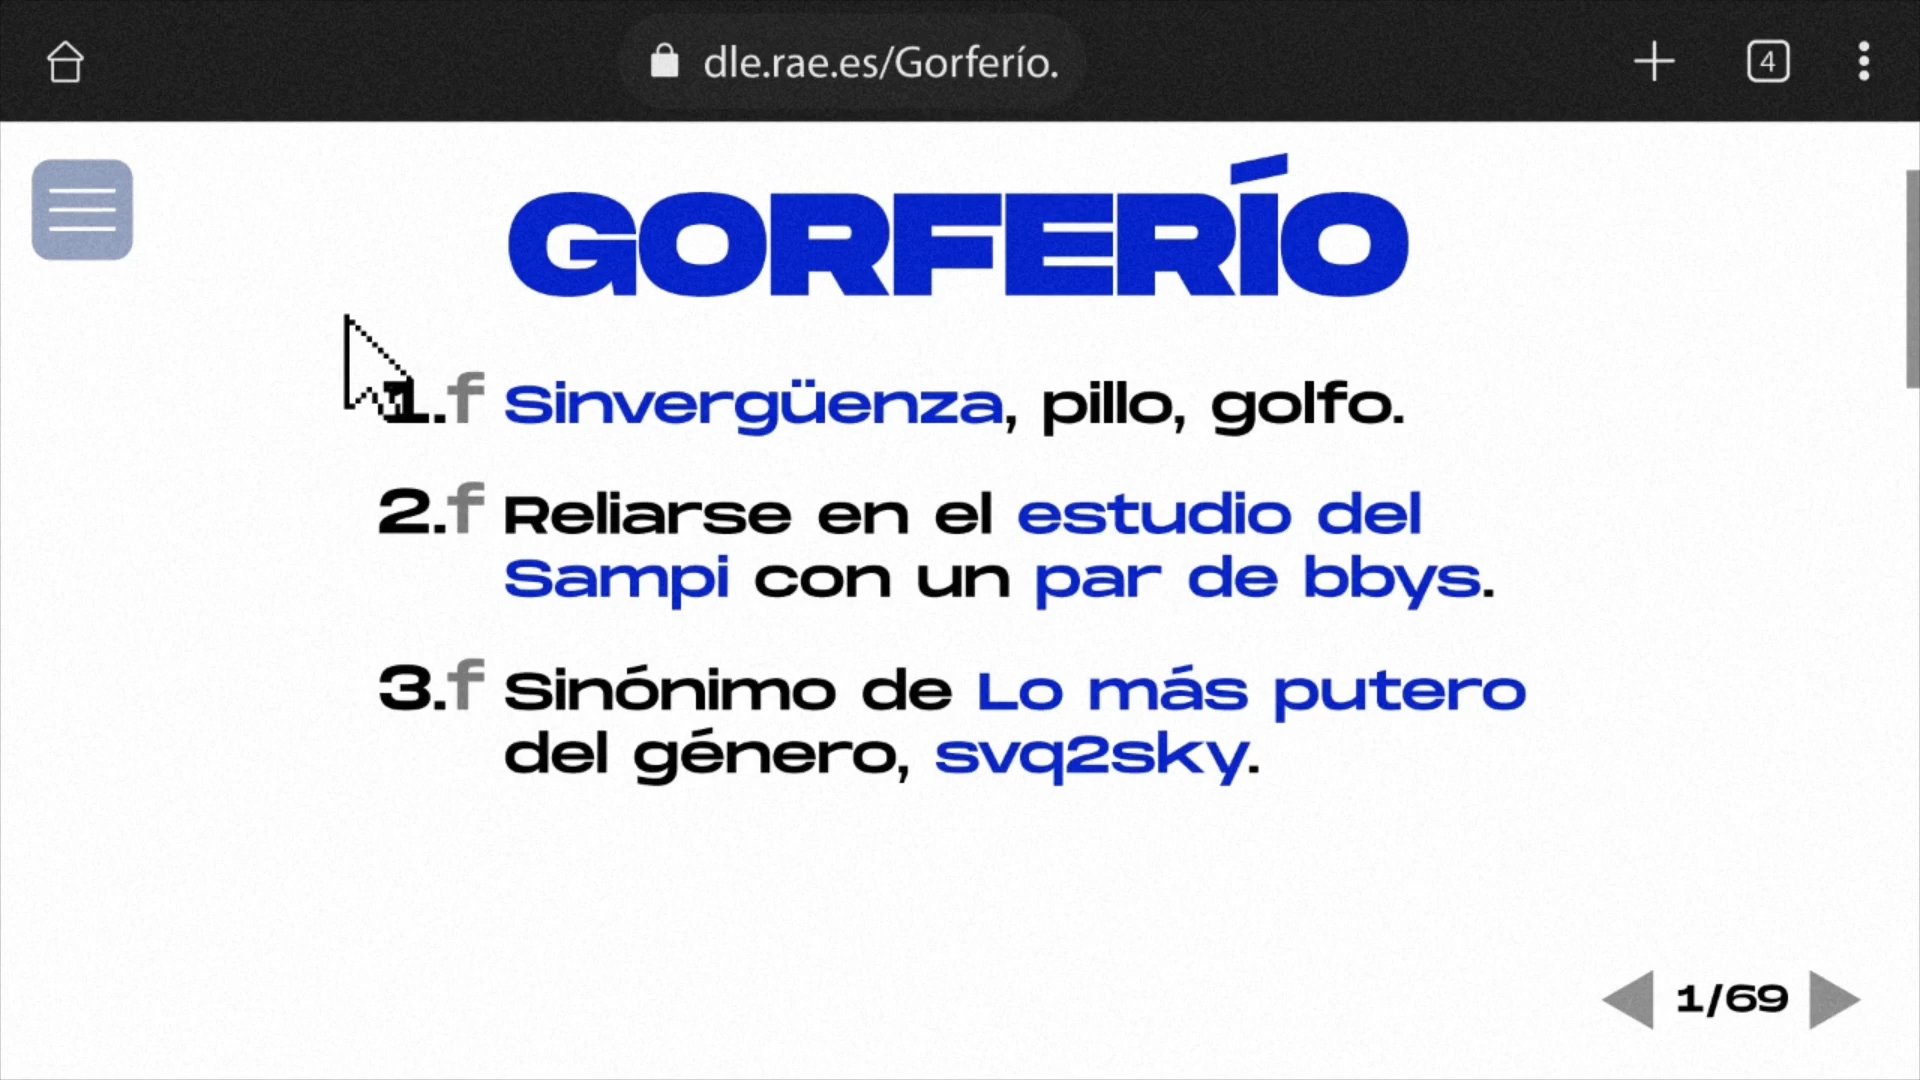 dle.rae.es/Gorferío.
4
GORFERÍO
1.f Sinvergüenza, pillo, golfo.
2.f Reliarse en el estudio del
Sampi con un par de bbys.
3.f Sinónimo de Lo más putero
del género, svq2sky.
1/69